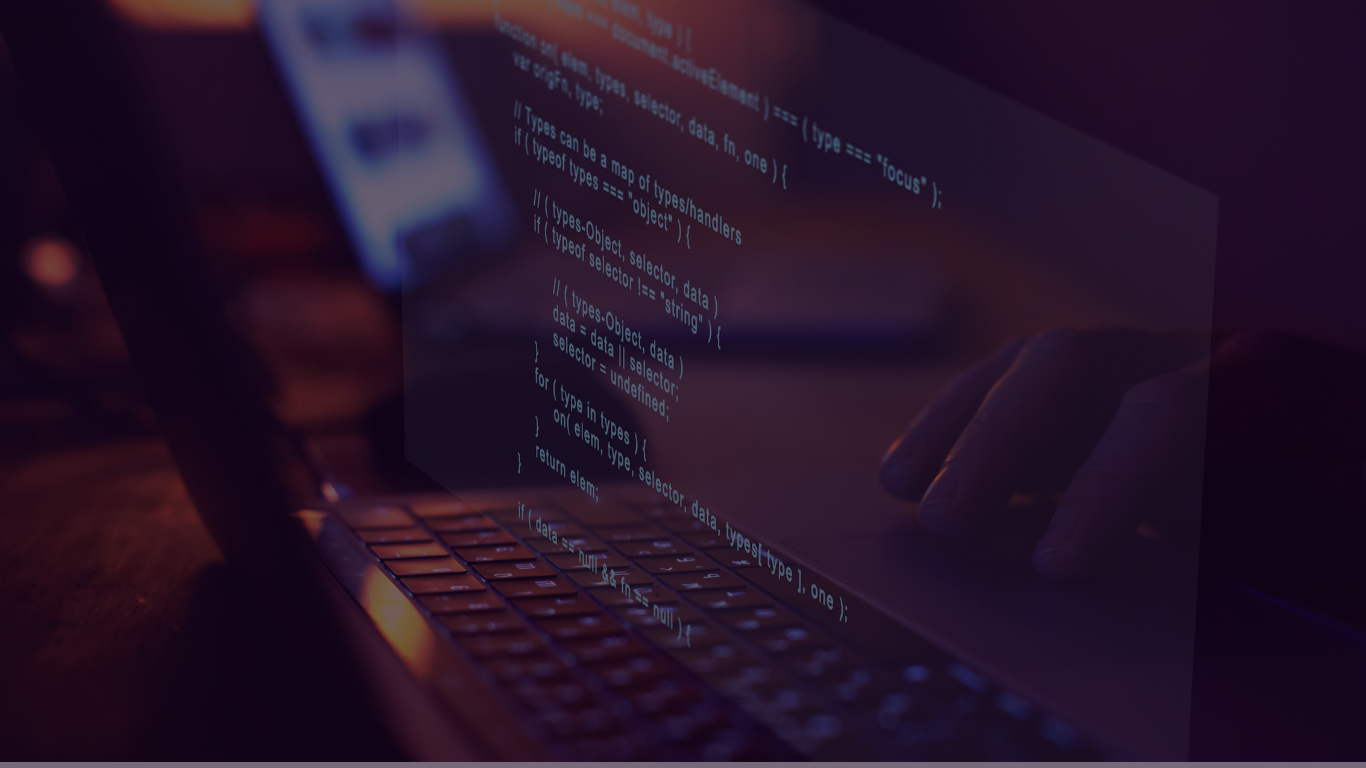 elem, type ) {
=== document.activeElement ) === ( type === "focus" );
function on( elem, types, selector, data, fn, one ) {
var origFn, type;
// Types can be a map of types/handlers
if ( typeof types === "object" ) {
// ( types-Object, selector, data )
if ( typeof selector !== "string" ) {
// ( types-Object, data )
data = data || selector;
selector = undefined;
}
for ( type in types ) {
on( elem, type, selector, data, types[ type ], one );
}
return elem;
}
if ( data == null && fn == null ) {